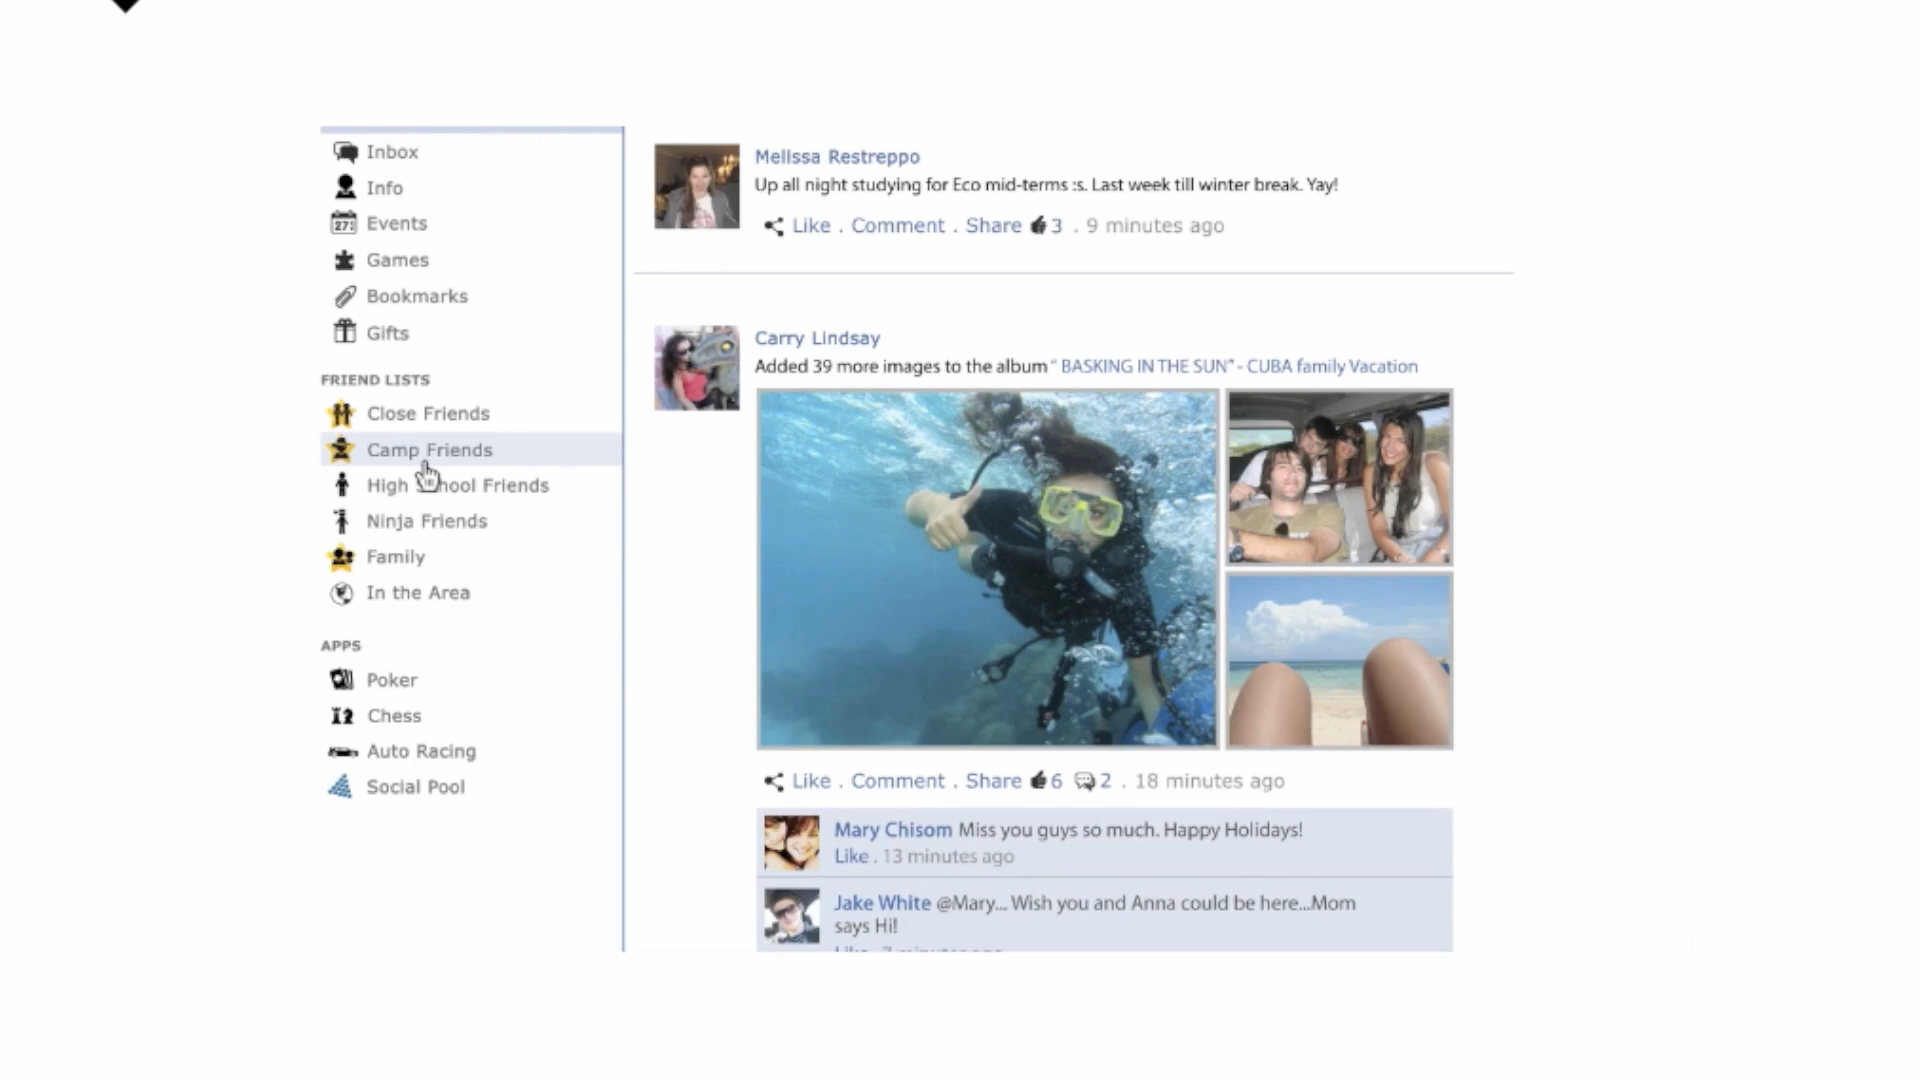 Inbox
Info
Events
Games
Bookmarks
Gifts
FRIEND LISTS
Close Friends
Camp Friends
High School Friends
Ninja Friends
Family
In the Area
APPS
Poker
Chess
Auto Racing
Social Pool
Melissa Restreppo
Up all night studying for Eco mid-terms :s. Last week till winter break. Yay!
Like . Comment . Share 3 . 9 minutes ago
Carry Lindsay
Added 39 more images to the album “ BASKING IN THE SUN” - CUBA family Vacation
Like . Comment . Share 6 2 . 18 minutes ago
Mary Chisom Miss you guys so much. Happy Holidays!
Like . 13 minutes ago
Jake White @Mary... Wish you and Anna could be here...Mom
says Hi!
Like . 7 minutes ago